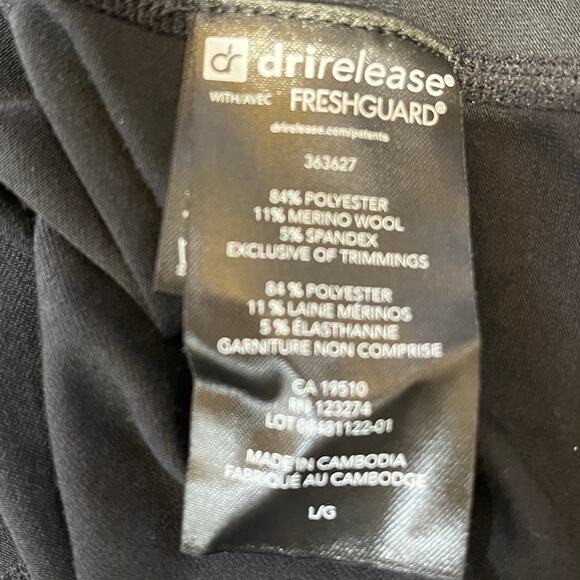 dr drirelease®
WITH/AVEC FRESHGUARD®
drirelease.com/patents
363627
84% POLYESTER
11% MERINO WOOL
5% SPANDEX
EXCLUSIVE OF TRIMMINGS
84 % POLYESTER
11 % LAINE MÉRINOS
5 % ÉLASTHANNE
GARNITURE NON COMPRISE
CA 19510
RN 123274
LOT
MADE IN CAMBODIA
FABRIQUÉ AU CAMBODGE
L/G